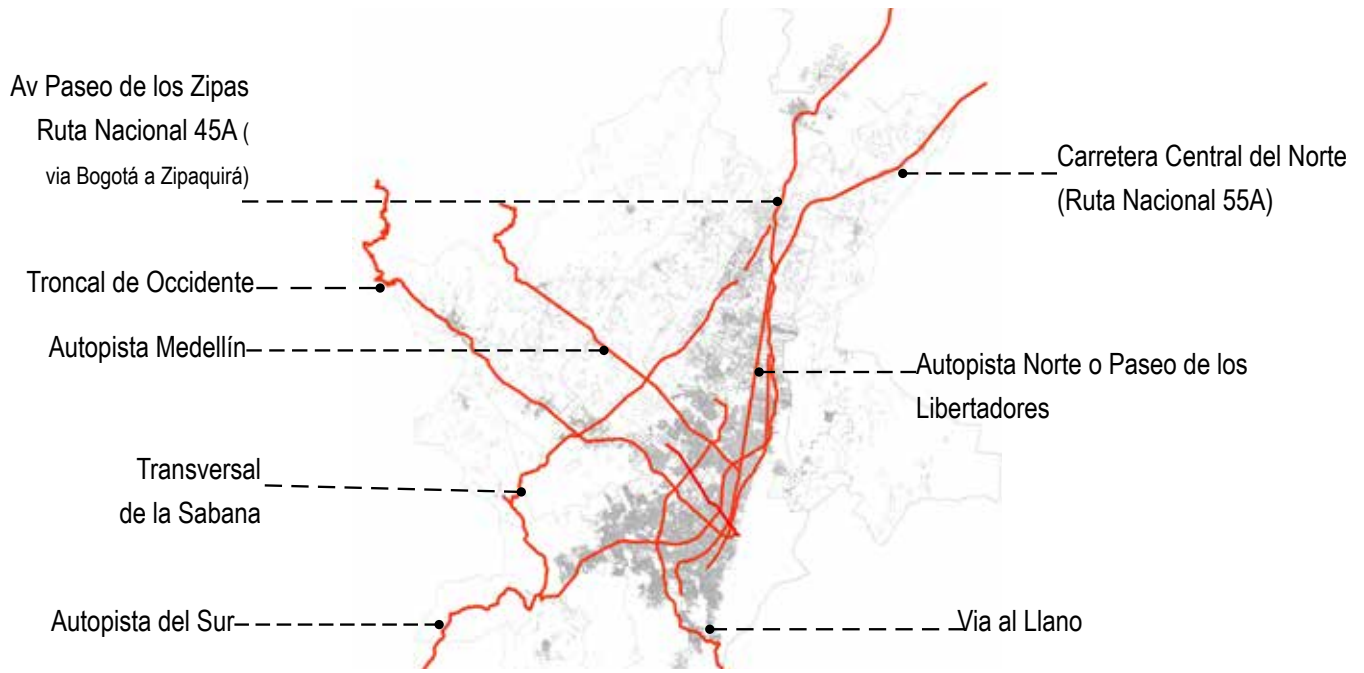 Av Paseo de los Zipas
Ruta Nacional 45A (
via Bogotá a Zipaquirá)
Troncal de Occidente
Autopista Medellín
Transversal
de la Sabana
Autopista del Sur
Carretera Central del Norte
(Ruta Nacional 55A)
Autopista Norte o Paseo de los
Libertadores
Via al Llano